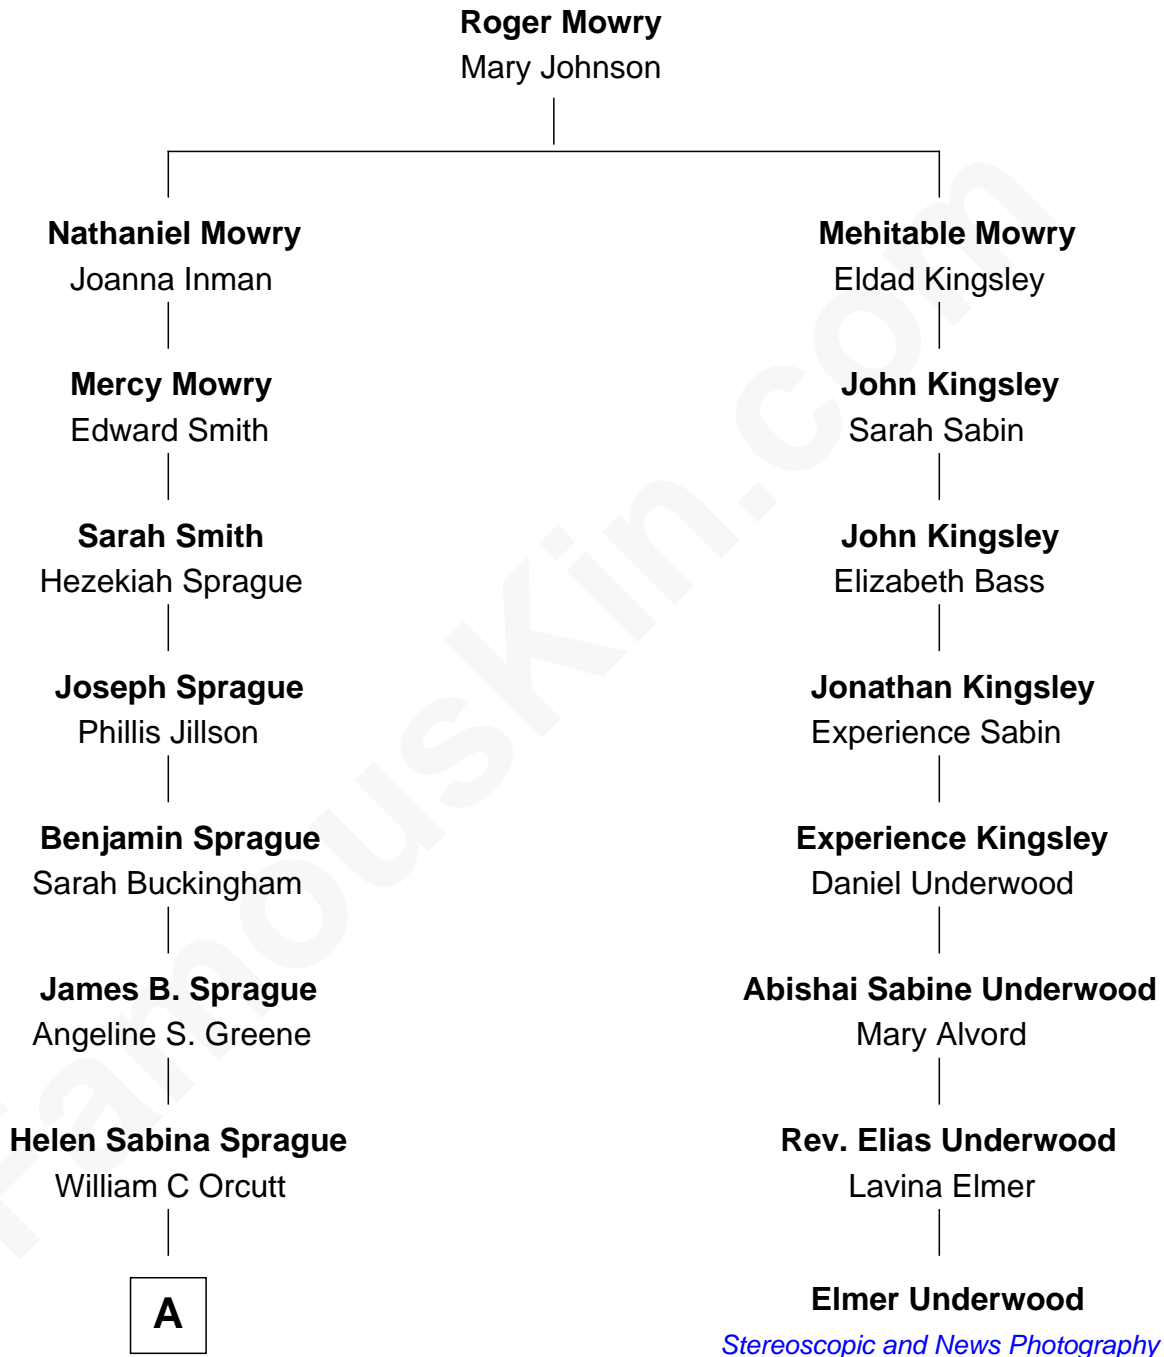 Roger Mowry
Mary Johnson
Nathaniel Mowry
Joanna Inman
Mercy Mowry
Edward Smith
Sarah Smith
Hezekiah Sprague
Joseph Sprague
Phillis Jillson
Benjamin Sprague
Sarah Buckingham
James B. Sprague
Angeline S. Greene
Helen Sabina Sprague
William C Orcutt
A
Mehitable Mowry
Eldad Kingsley
John Kingsley
Sarah Sabin
John Kingsley
Elizabeth Bass
Jonathan Kingsley
Experience Sabin
Experience Kingsley
Daniel Underwood
Abishai Sabine Underwood
Mary Alvord
Rev. Elias Underwood
Lavina Elmer
Elmer Underwood
Stereoscopic and News Photography
FamousKin.com